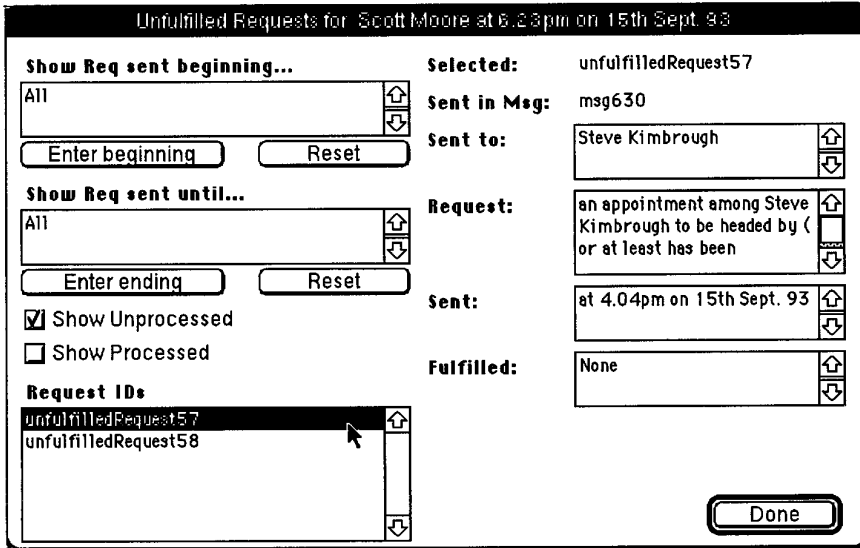 Unfulfilled Requests for Scott Moore at 6.23pm on 15th Sept. 93
Show Req sent beginning...
All
Enter beginning
Reset
Show Req sent until...
All
Enter ending
Reset
Show Unprocessed
Show Processed
Request IDs
unfulfilledRequest57
unfulfilledRequest58
Selected: unfulfilledRequest57
Sent in Msg: msg630
Sent to: Steve Kimbrough
Request: an appointment among Steve
Kimbrough to be headed by (
or at least has been
Sent: at 4.04pm on 15th Sept. 93
Fulfilled: None
Done